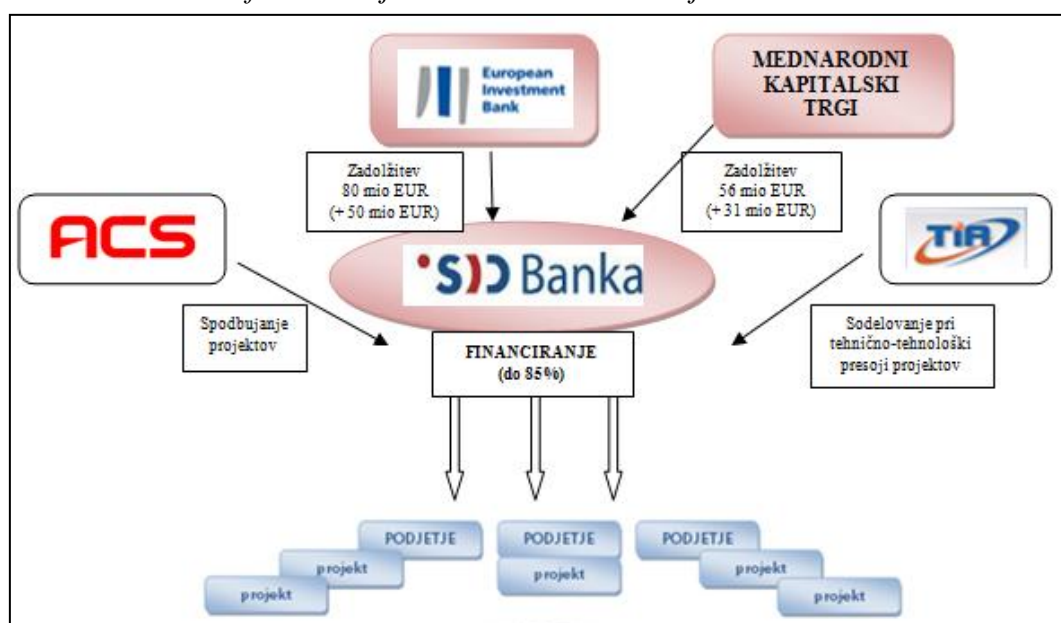 European
Investment
Bank
MEDNARODNI
KAPITALSKI
TRGI
Zadolžitev
80 mio EUR
(+ 50 mio EUR)
Zadolžitev
56 mio EUR
(+ 31 mio EUR)
ACS
SID Banka
TIA
Spodbujanje
projektov
FINANCIRANJE
(do 85%)
Sodelovanje pri
tehnično-tehnološki
presoji projektov
PODJETJE
PODJETJE
PODJETJE
projekt
projekt
projekt
projekt
projekt